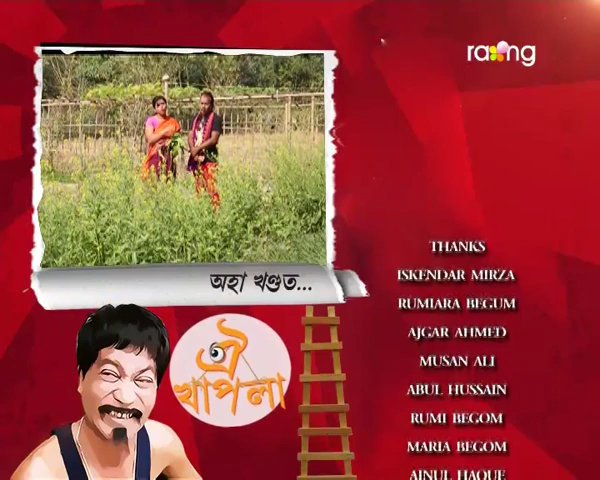 rang
অহা খণ্ডত...
ঐ
খাপলা
THANKS
ISKENDAR MIRZA
RUMIARA BEGUM
AJGAR AHMED
MUSAN ALI
ABUL HUSSAIN
RUMI BEGOM
MARIA BEGOM
AINUL HAQUE